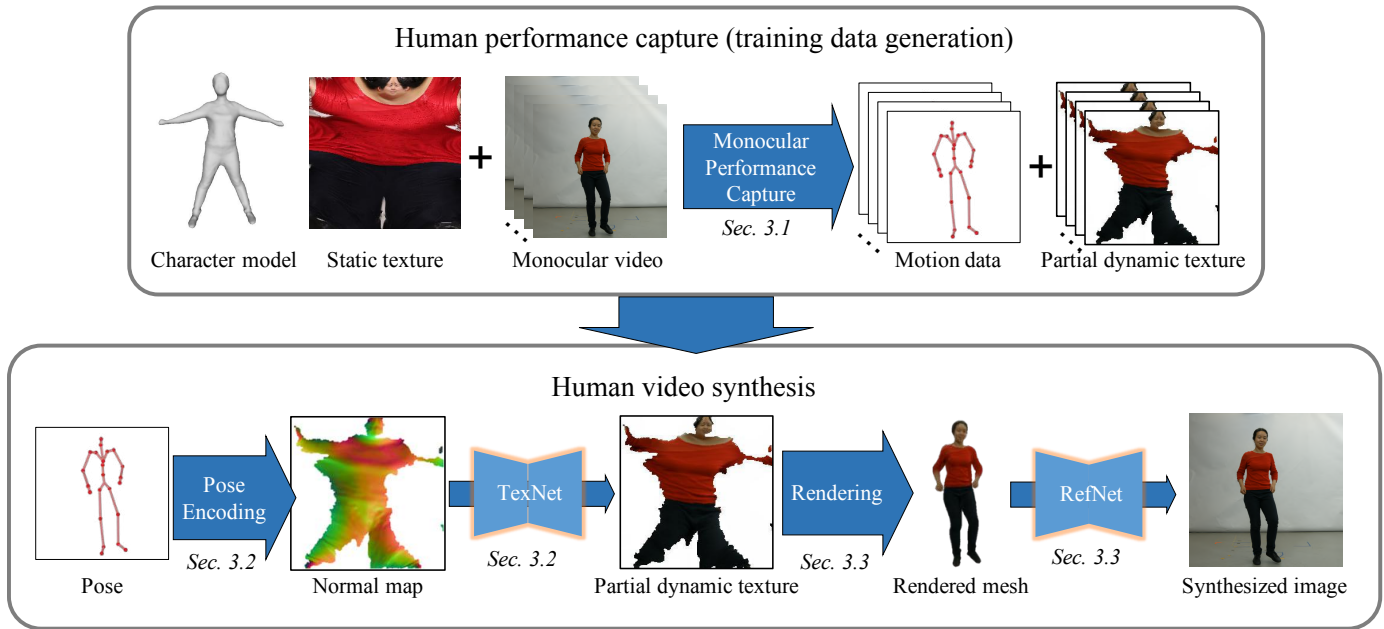 Human performance capture (training data generation)
Monocular
Performance
Capture
Sec. 3.1
Character model
Static texture
Monocular video
Motion data
Partial dynamic texture
Human video synthesis
Pose
Encoding
TexNet
Rendering
RefNet
Sec. 3.2
Sec. 3.2
Sec. 3.3
Sec. 3.3
Pose
Normal map
Partial dynamic texture
Rendered mesh
Synthesized image